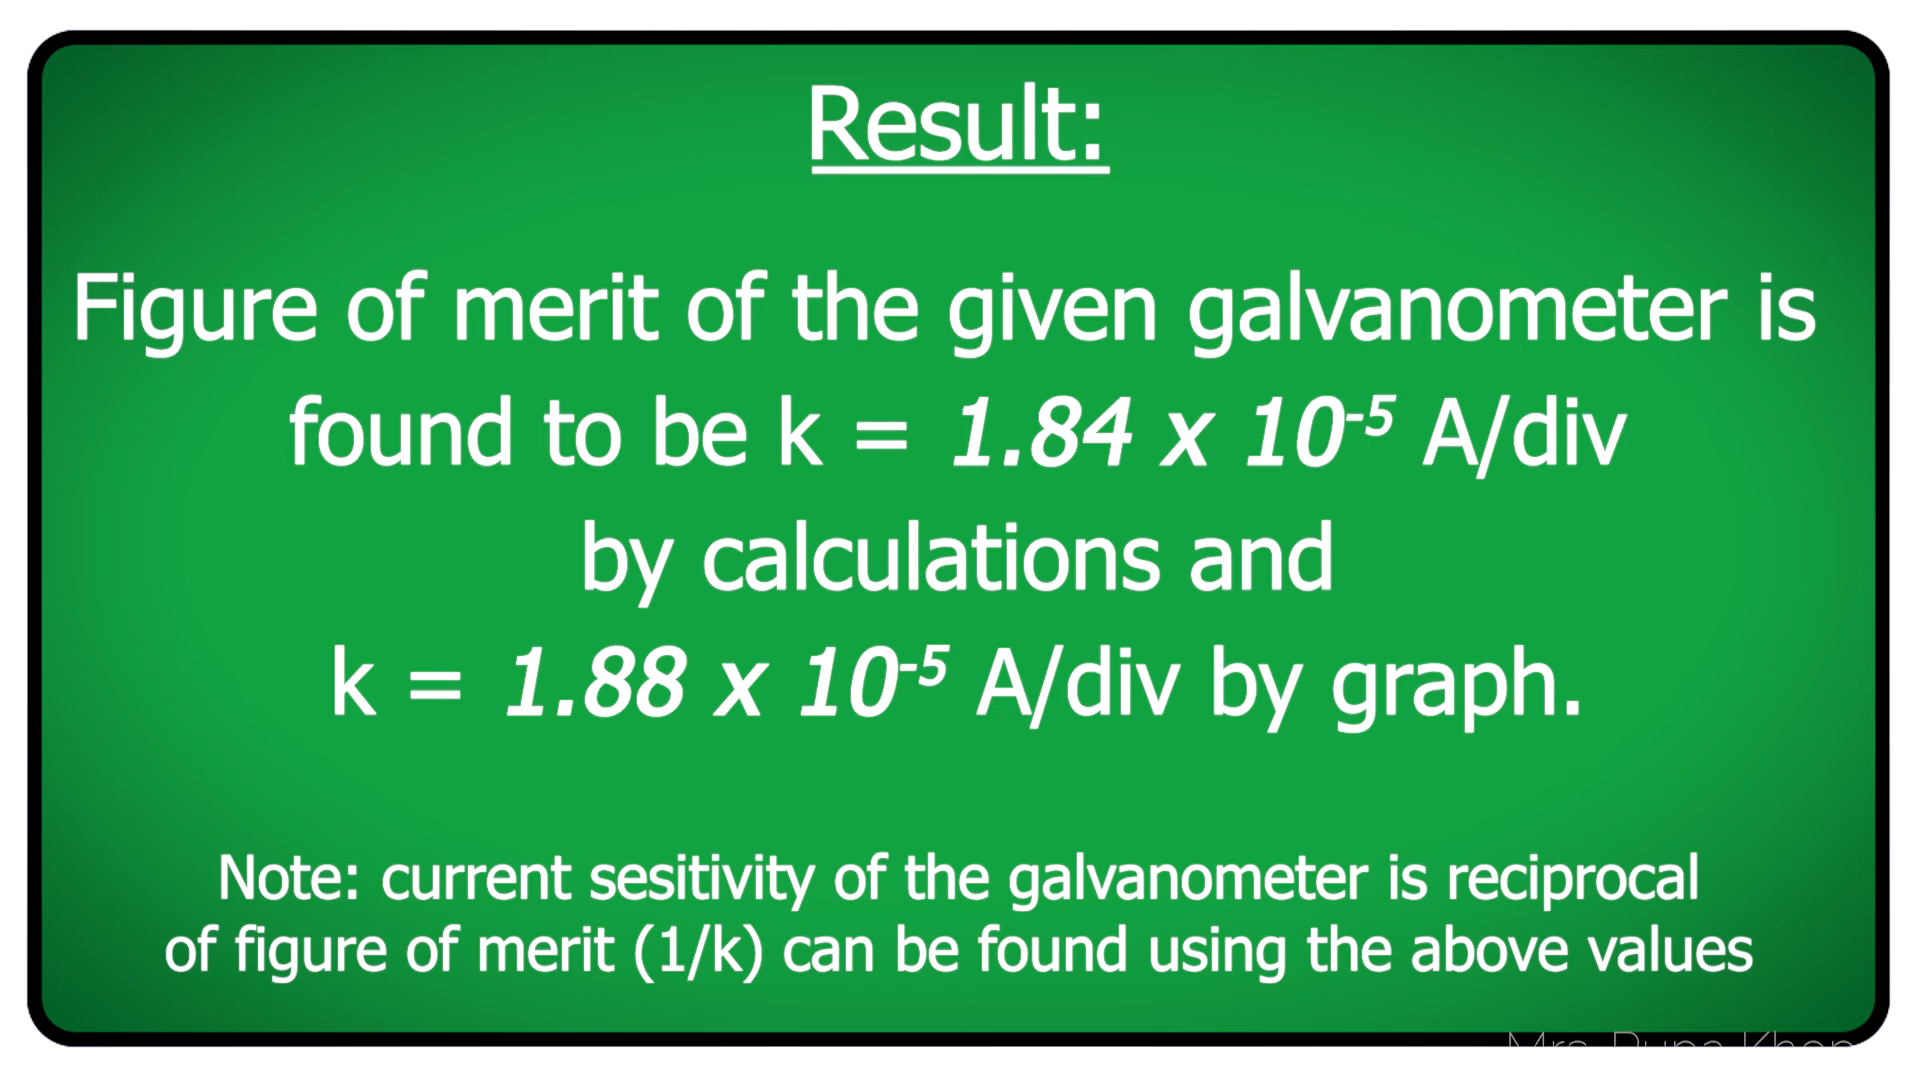 Result:
Figure of merit of the given galvanometer is
found to be k = 1.84 x 10⁻⁵ A/div
by calculations and
k = 1.88 x 10⁻⁵ A/div by graph.
Note: current sesitivity of the galvanometer is reciprocal
of figure of merit (1/k) can be found using the above values
Mrs.